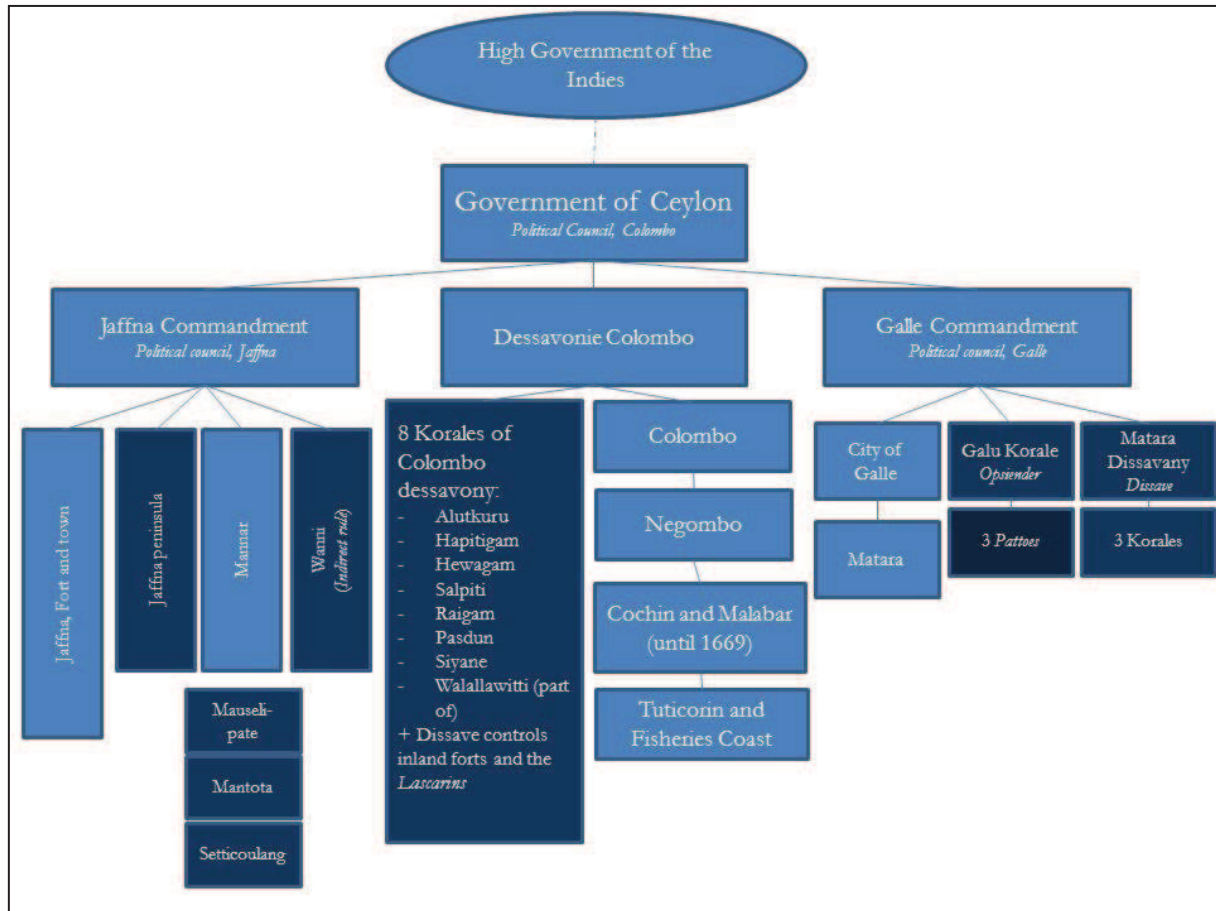 High Government of the
Indies
Government of Ceylon
Political Council, Colombo
Jaffna Commandment
Political council, Jaffna
Dessavonie Colombo
Galle Commandment
Political council, Galle
Jaffna, Fort and town
Jaffna peninsula
Mannar
Wanni
(Indirect rule)
Mauseli-
pate
Mantota
Setticoulang
8 Korales of
Colombo
dessavony:
- Alutkuru
- Hapitigam
- Hewagam
- Salpiti
- Raigam
- Pasdun
- Siyane
- Walallawitti (part
of)
+ Dissave controls
inland forts and the
Lascarins
Colombo
Negombo
Cochin and Malabar
(until 1669)
Tuticorin and
Fisheries Coast
City of
Galle
Matara
Galu Korale
Opsiender
3 Pattoes
Matara
Dissavany
Dissave
3 Korales